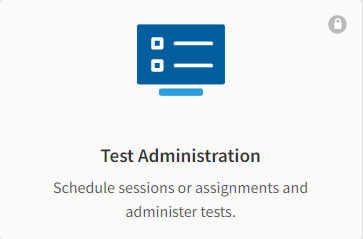 Test Administration
Schedule sessions or assignments and
administer tests.